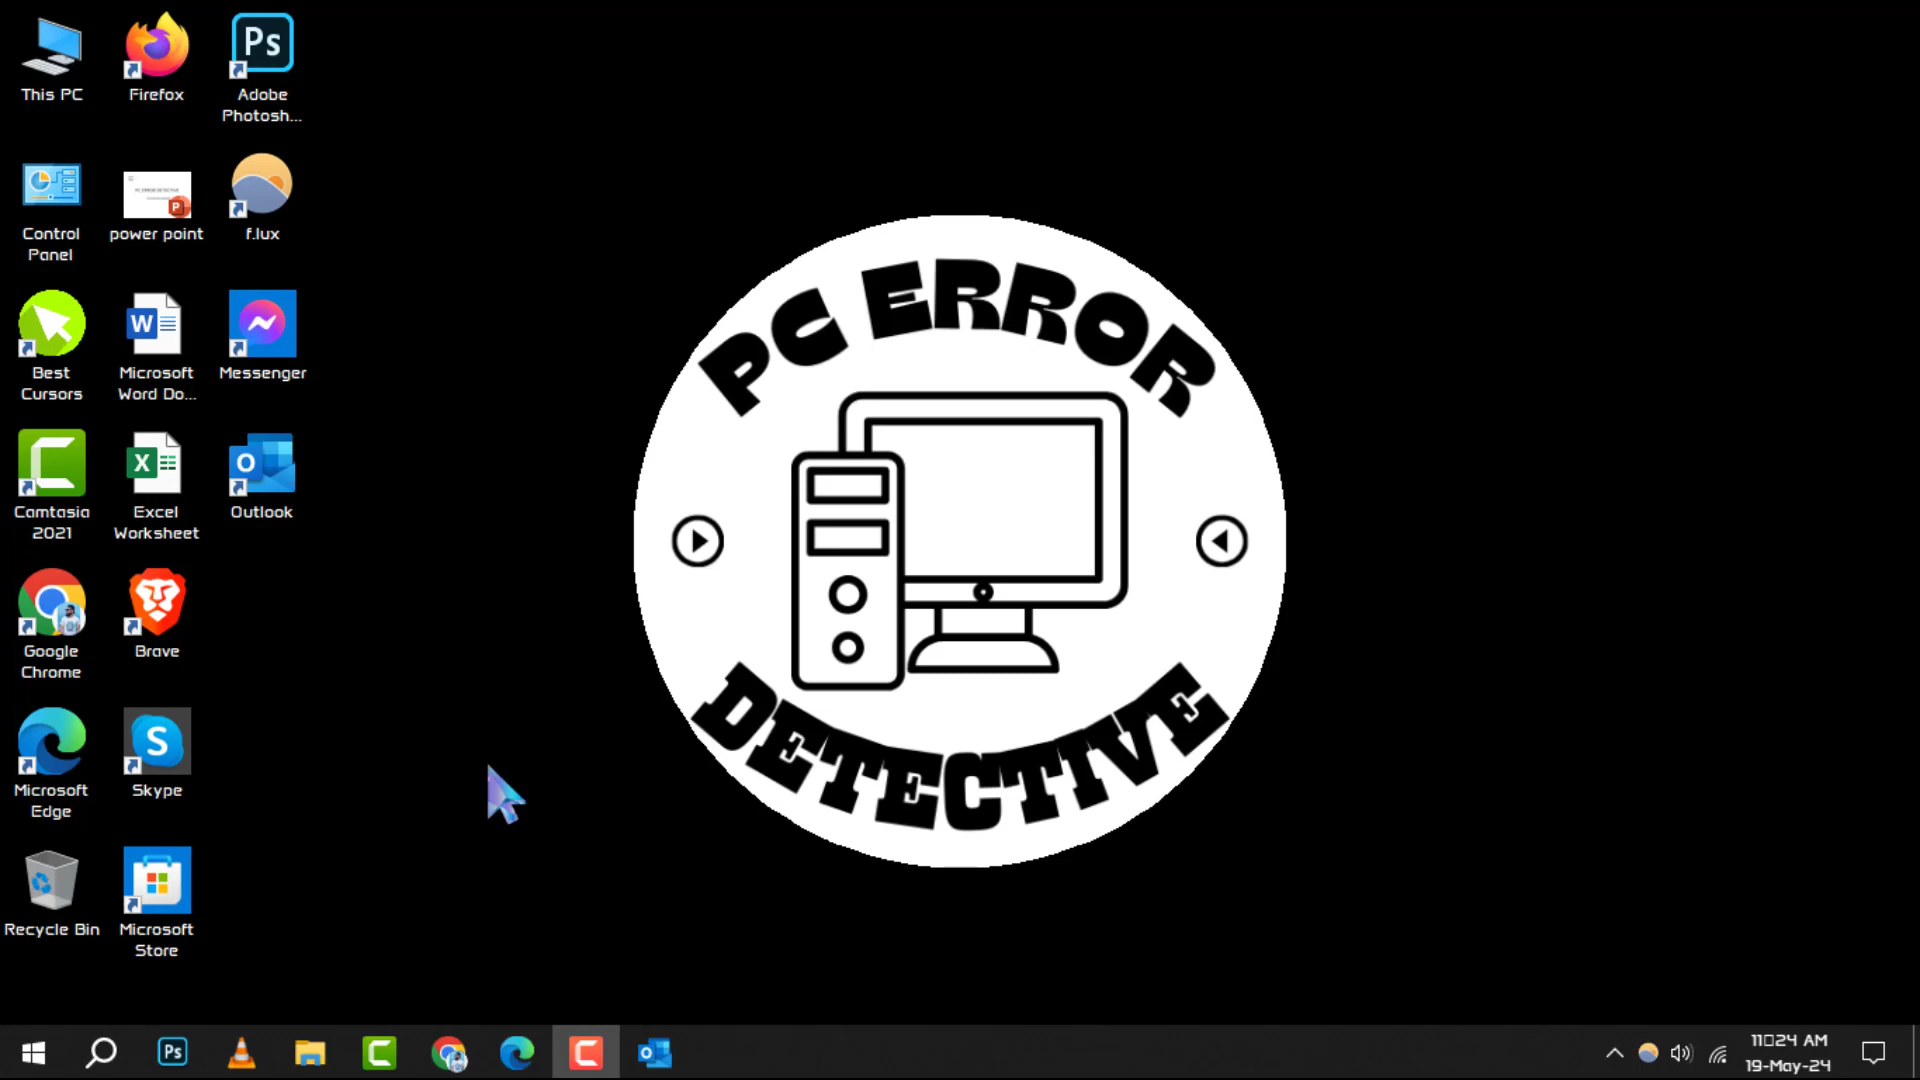 This PC
Firefox
Adobe
Photosh...
Control
Panel
power point
f.lux
Best
Cursors
Microsoft
Word Do...
Messenger
Camtasia
2021
Excel
Worksheet
Outlook
Google
Chrome
Brave
Microsoft
Edge
Skype
Recycle Bin
Microsoft
Store
PC ERROR
DETECTIVE
11□24 AM
19-May-24